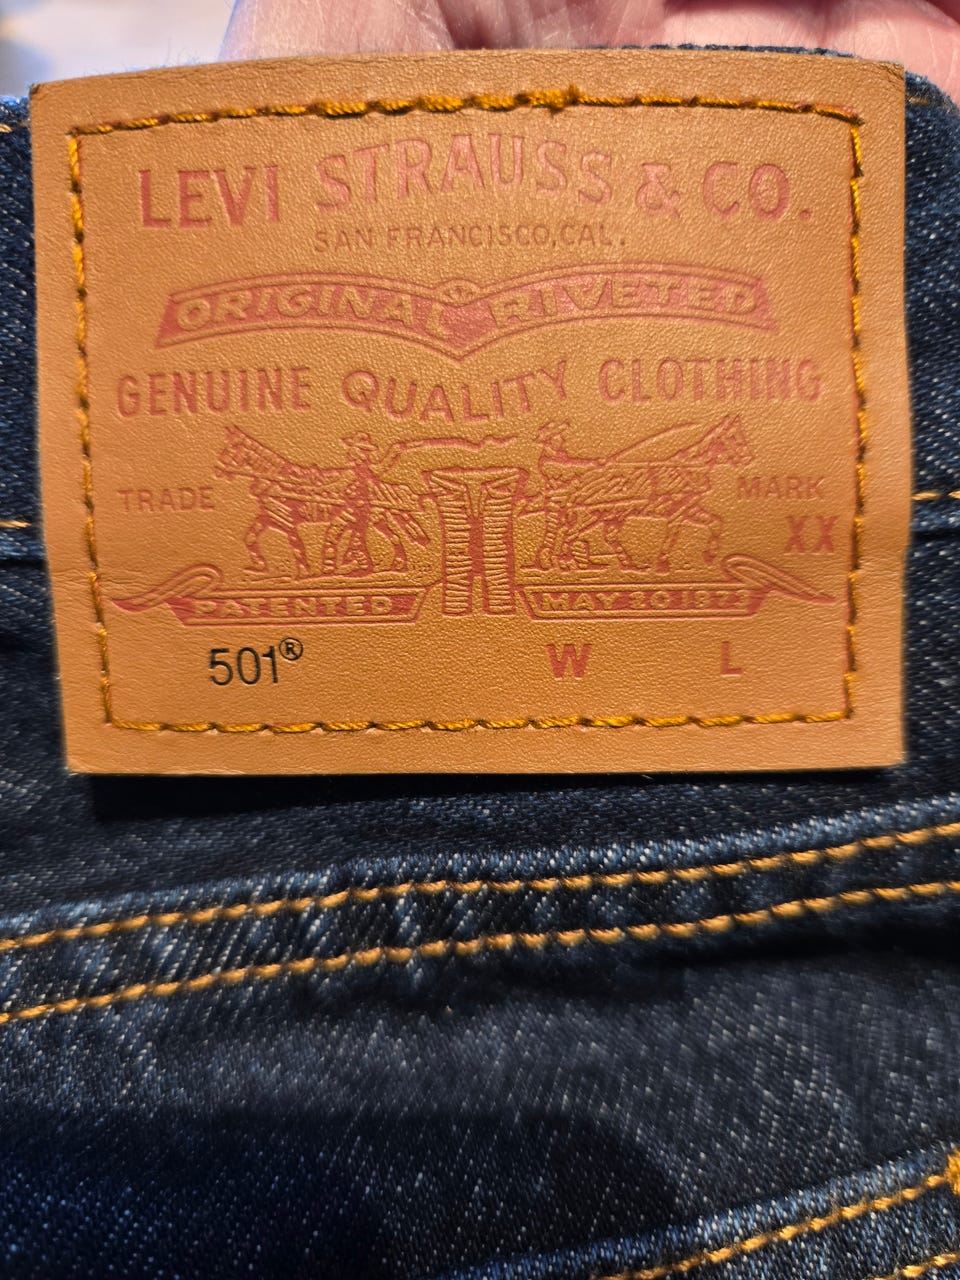 LEVI STRAUSS & CO.
SAN FRANCISCO, CAL.
ORIGINAL RIVETED
GENUINE QUALITY CLOTHING
TRADE MARK
XX
PATENTED MAY 20 1873
501® W L